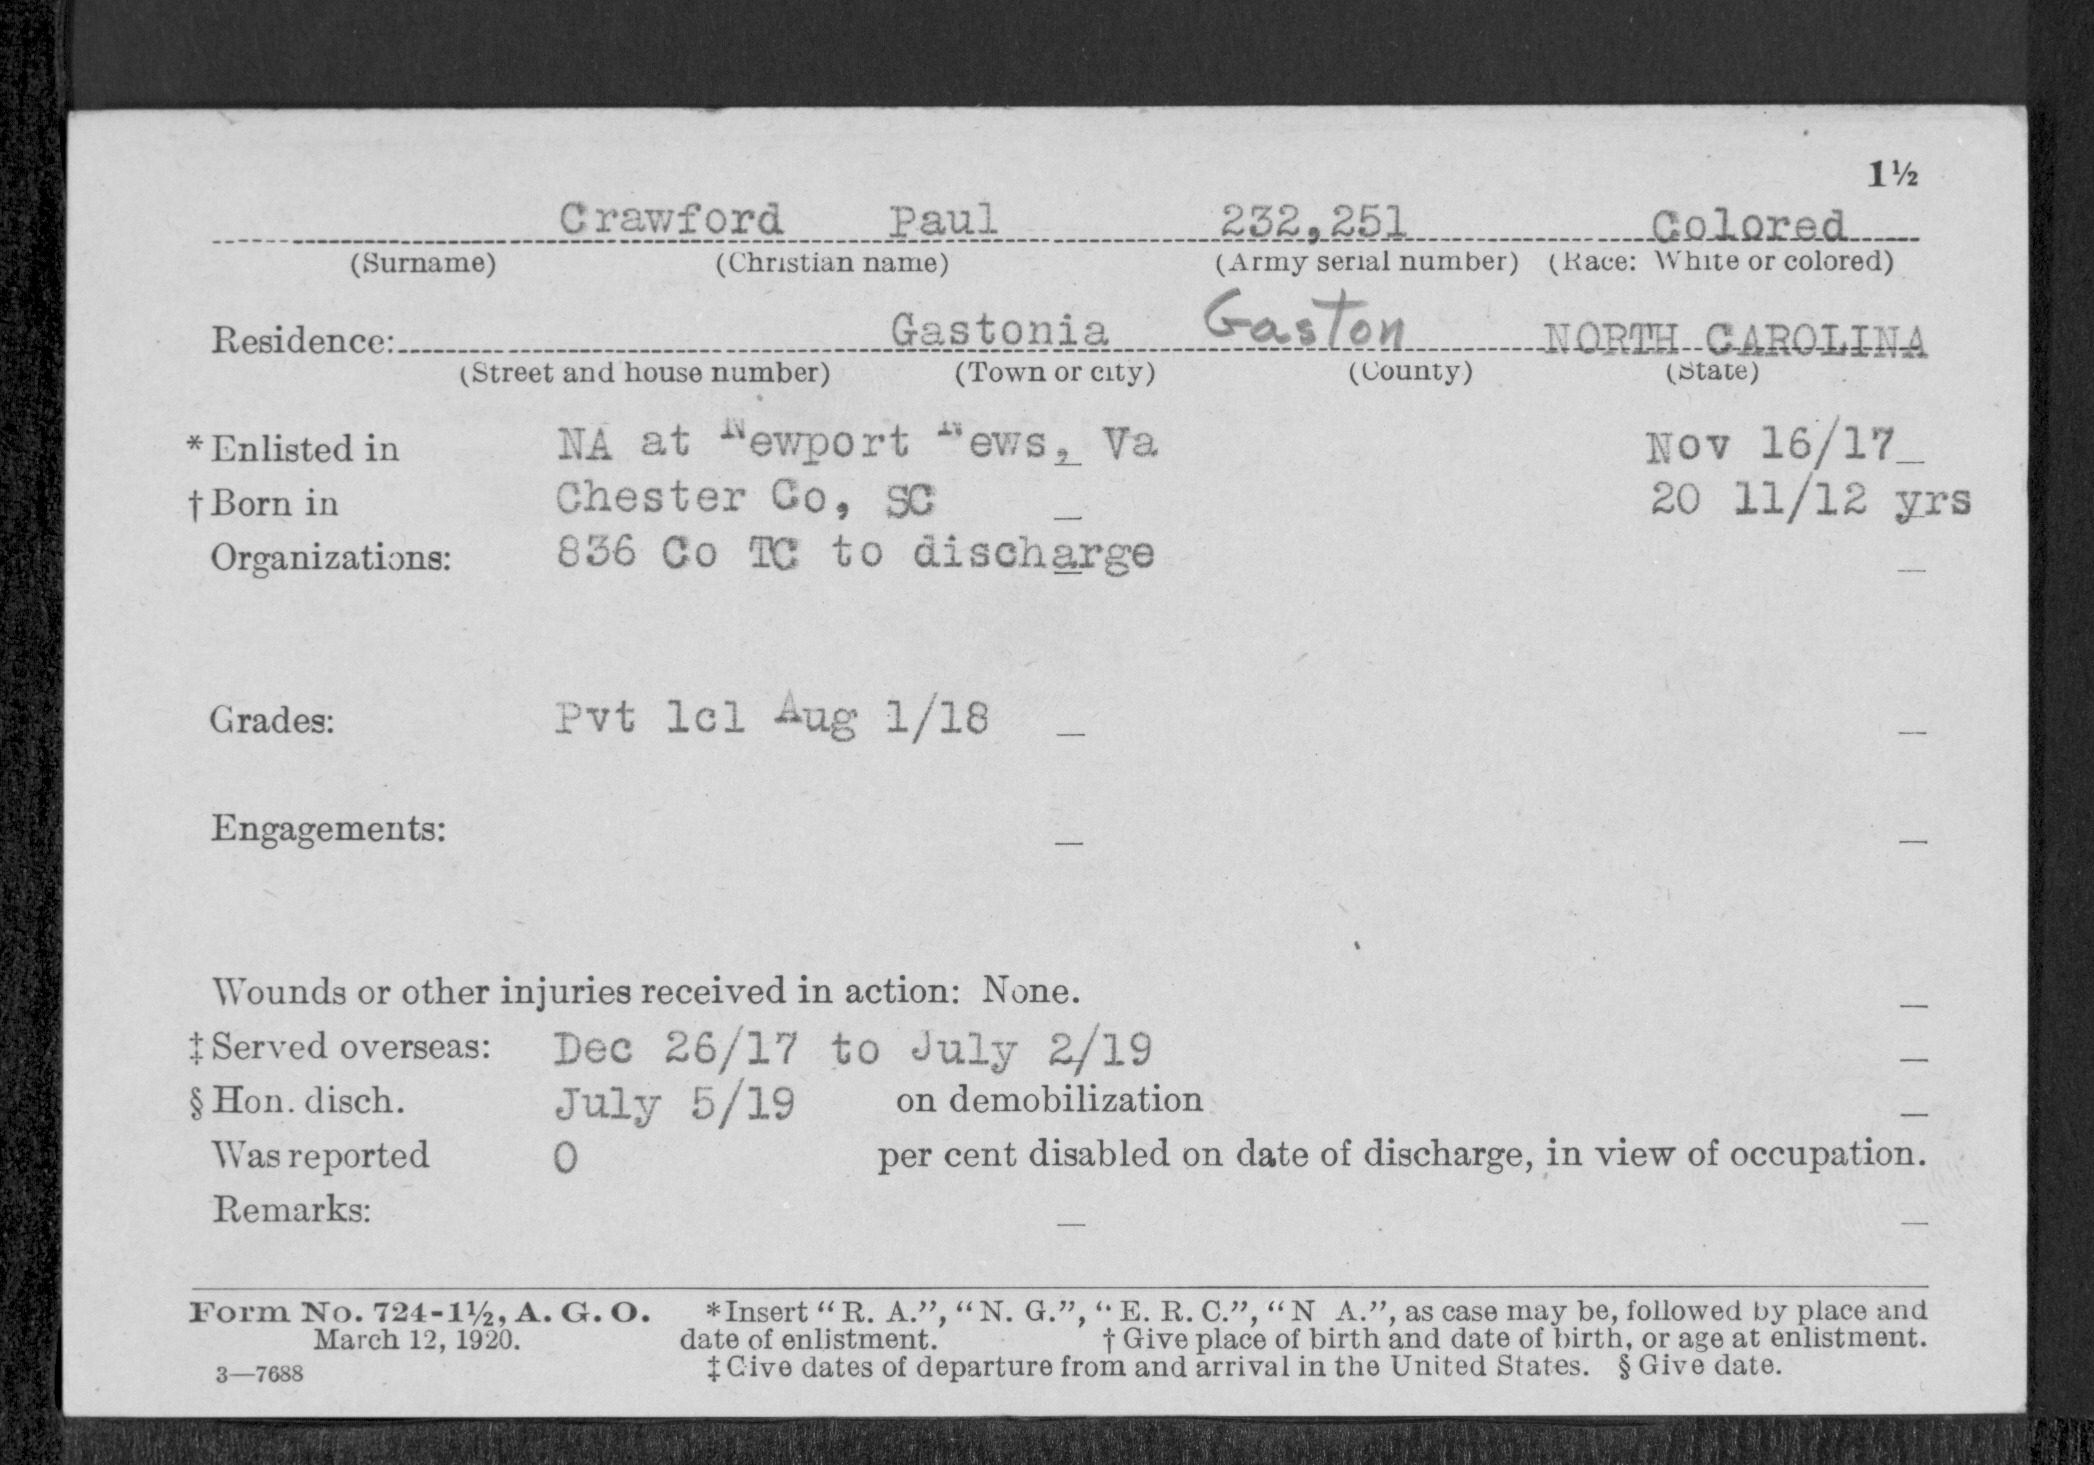 1½
Crawford Paul 232,251 Colored
(Surname) (Christian name) (Army serial number) (Race: White or colored)
Residence: Gastonia Gaston NORTH CAROLINA
(Street and house number) (Town or city) (County) (State)
*Enlisted in NA at Newport News, Va Nov 16/17
†Born in Chester Co, SC 20 11/12 yrs
Organizations: 836 Co TC to discharge
Grades: Pvt 1cl Aug 1/18
Engagements:
Wounds or other injuries received in action: None.
‡Served overseas: Dec 26/17 to July 2/19
§Hon. disch. July 5/19 on demobilization
Was reported 0 per cent disabled on date of discharge, in view of occupation.
Remarks:
Form No. 724-1½, A. G. O. *Insert "R. A.", "N. G.", "E. R. C.", "N A.", as case may be, followed by place and
March 12, 1920. date of enlistment. †Give place of birth and date of birth, or age at enlistment.
3—7688 ‡Give dates of departure from and arrival in the United States. §Give date.